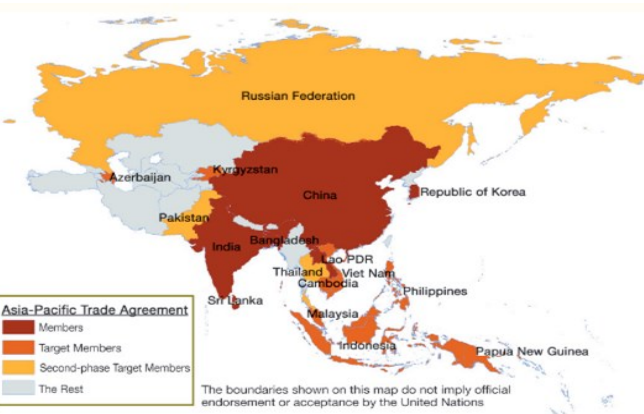 Russian Federation
Azerbaijan
Kyrgyzstan
China
Republic of Korea
Pakistan
India
Bangladesh
Lao PDR
Thailand
Viet Nam
Cambodia
Sri Lanka
Philippines
Malaysia
Indonesia
Papua New Guinea
Asia-Pacific Trade Agreement
Members
Target Members
Second-phase Target Members
The Rest
The boundaries shown on this map do not imply official
endorsement or acceptance by the United Nations